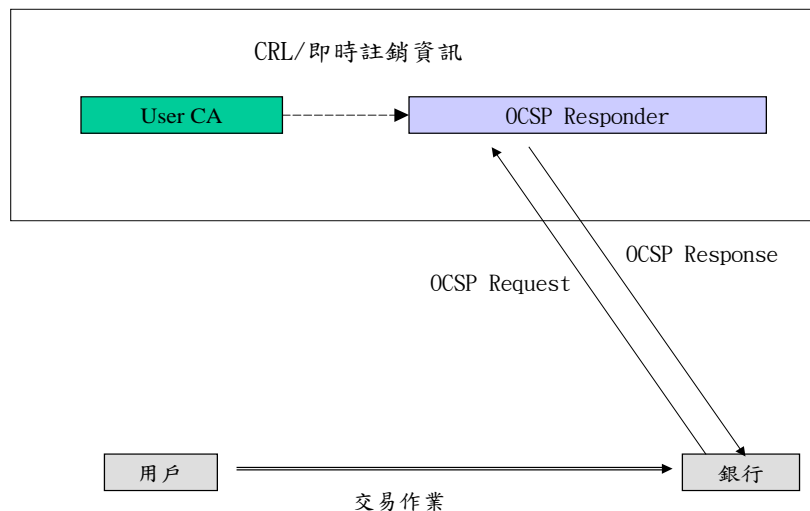 CRL/即時註銷資訊
User CA
OCSP Responder
OCSP Response
OCSP Request
用戶
銀行
交易作業